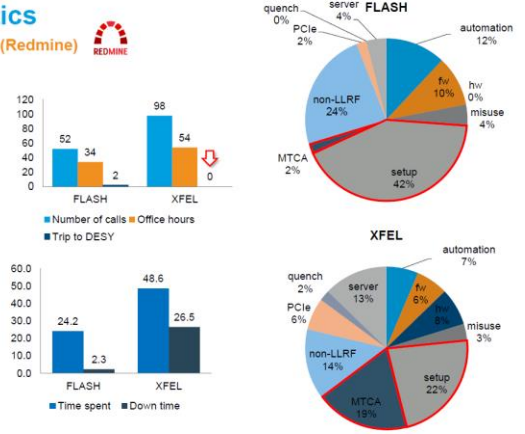 ics
(Redmine)
REDMINE
120
100
80
60
40
20
0
52
34
2
98
54
0
FLASH
XFEL
Number of calls
Office hours
Trip to DESY
60.0
50.0
40.0
30.0
20.0
10.0
0.0
24.2
2.3
48.6
26.5
FLASH
XFEL
Time spent
Down time
FLASH
quench
0%
server
4%
PCIe
2%
automation
12%
fw
10%
hw
0%
misuse
4%
non-LLRF
24%
MTCA
2%
setup
42%
XFEL
automation
7%
quench
2%
server
13%
fw
6%
hw
8%
PCIe
6%
misuse
3%
non-LLRF
14%
setup
22%
MTCA
19%